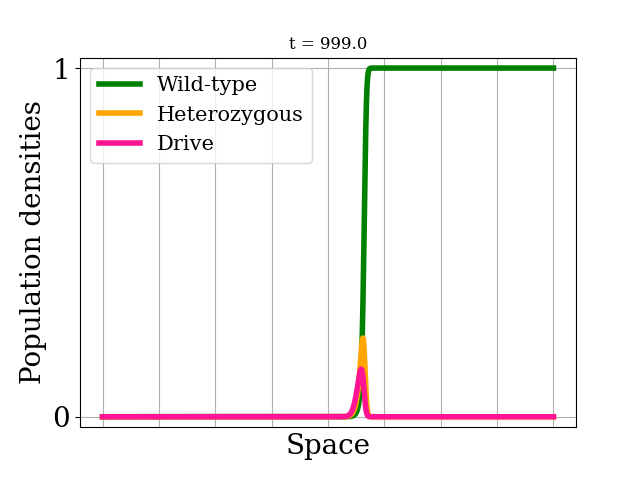 t = 999.0
1
Wild-type
Heterozygous
Drive
Population densities
0
Space